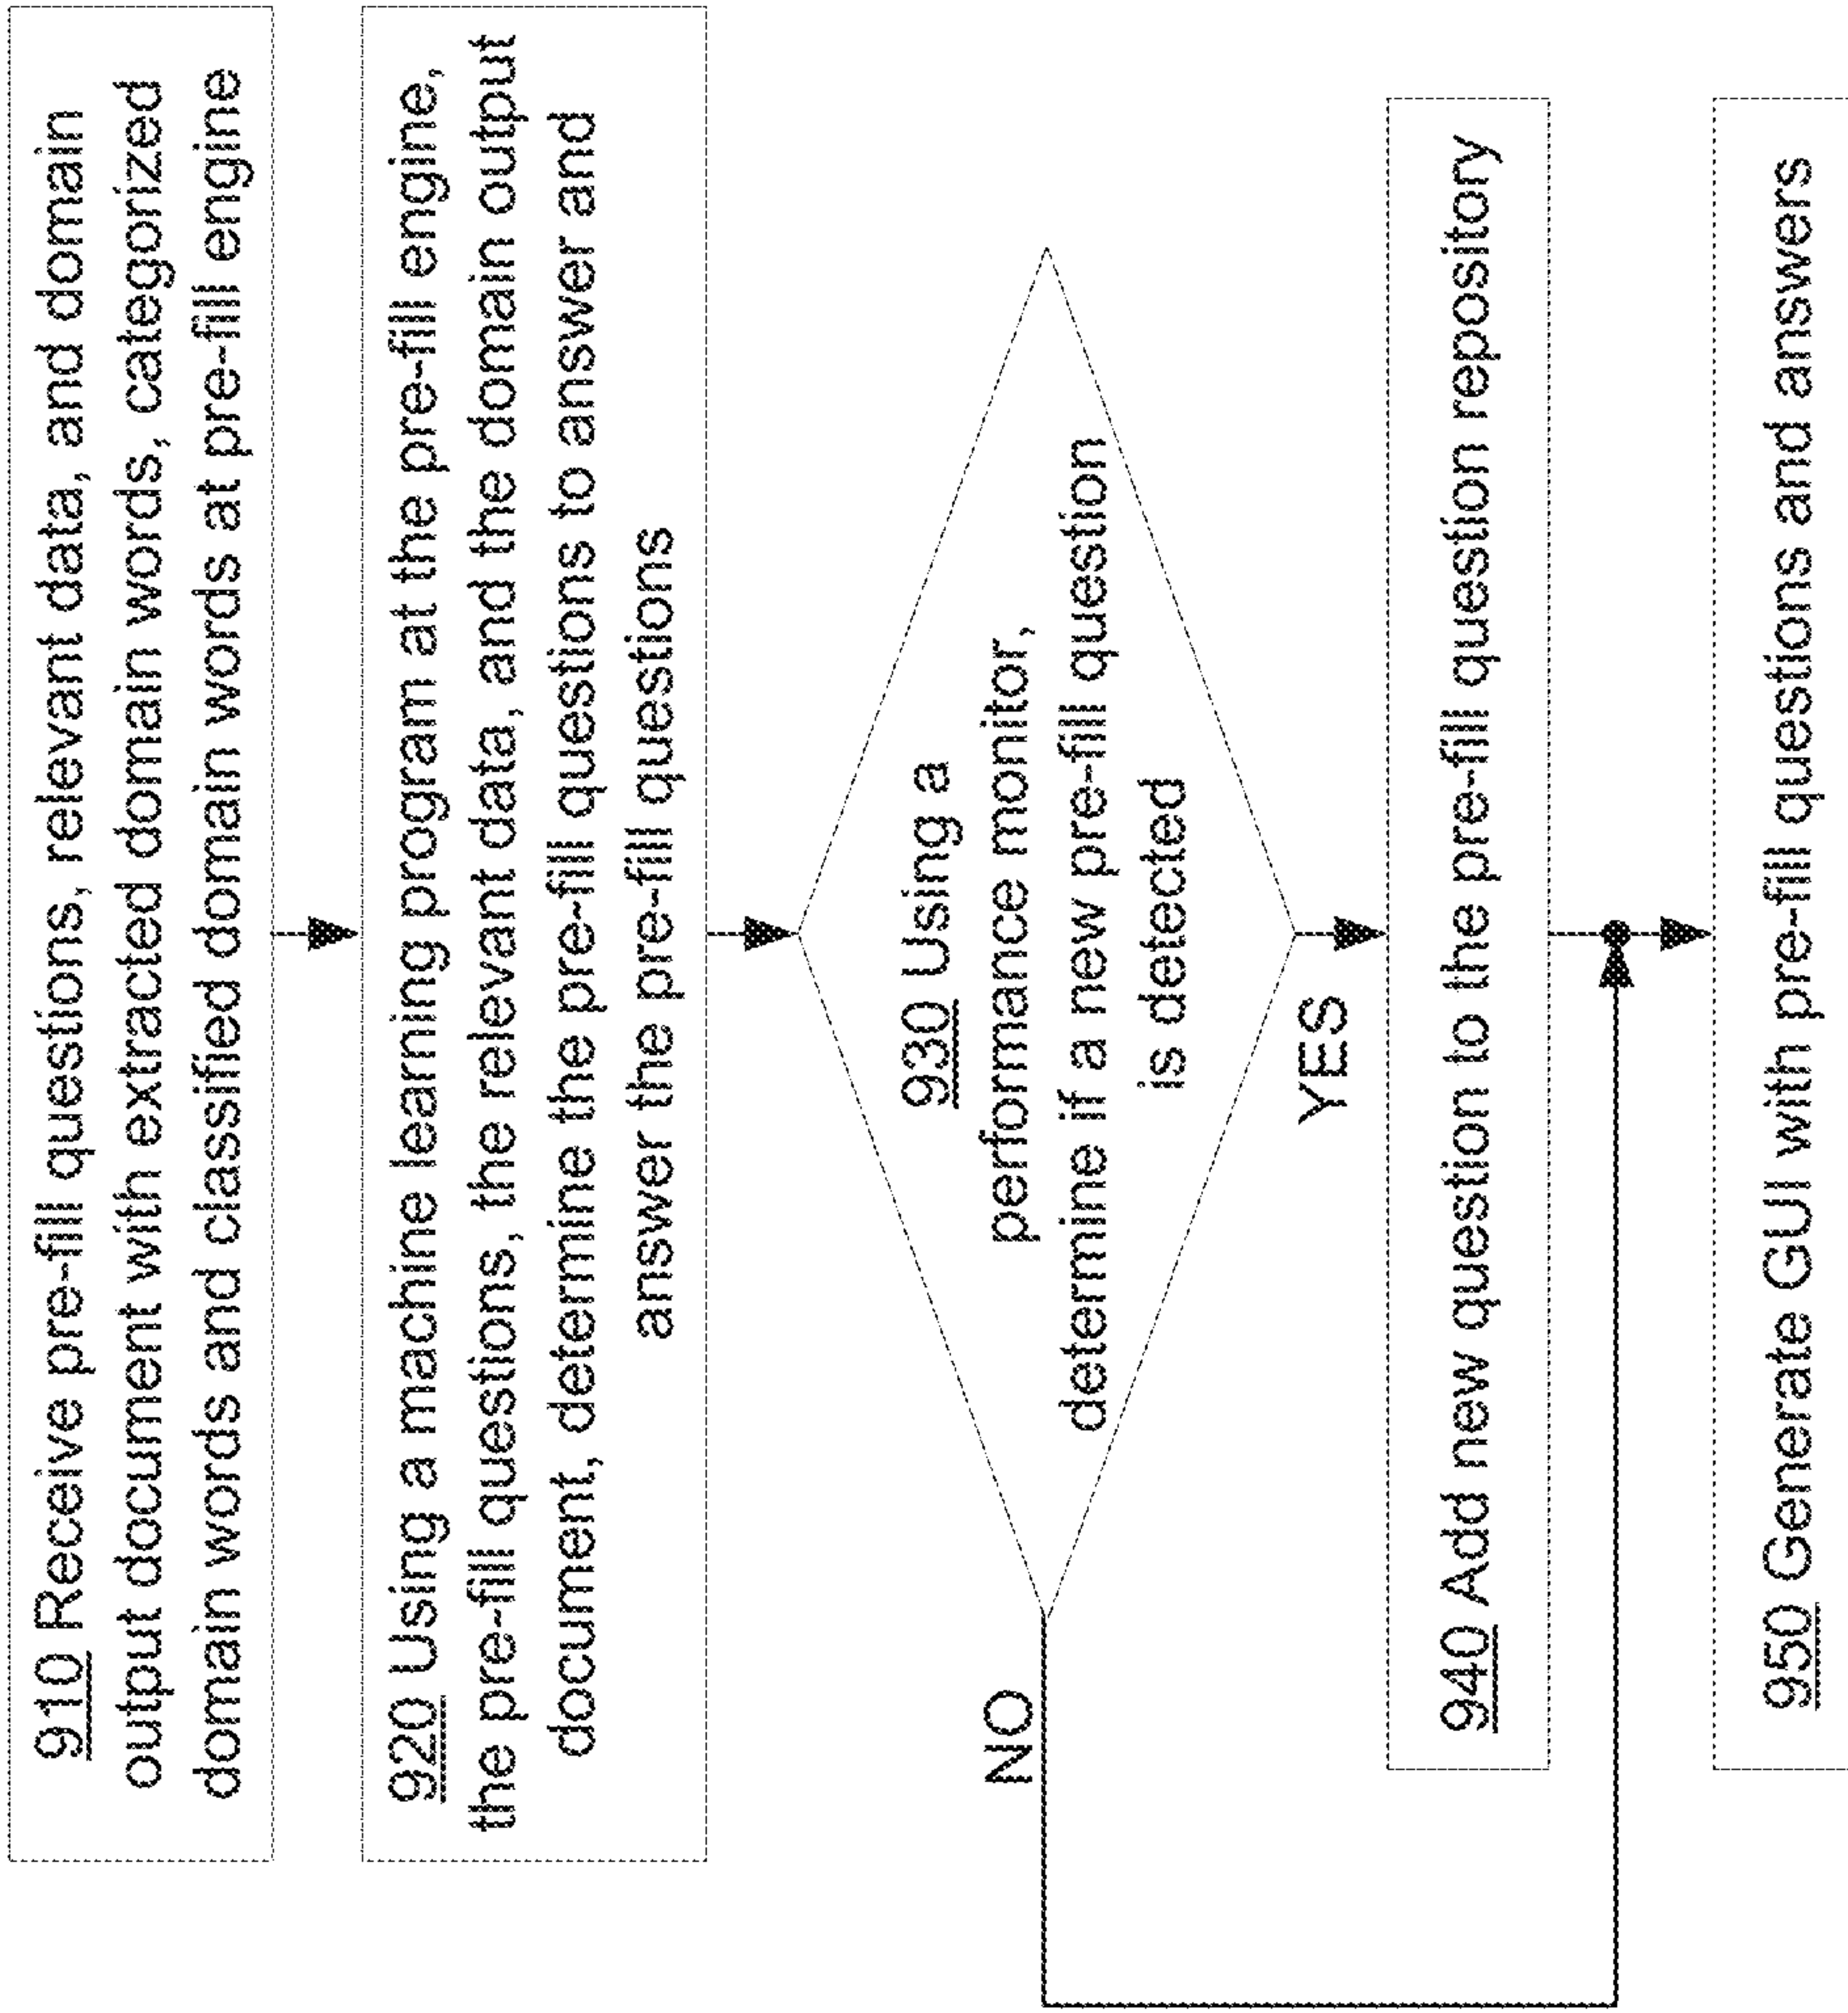 910 Receive pre-fill questions, relevant data, and domain
output document with extracted domain words, categorized
domain words and classified domain words at pre-fill engine
920 Using a machine learning program at the pre-fill engine,
the pre-fill questions, the relevant data, and the domain output
document, determine the pre-fill questions to answer and
answer the pre-fill questions
930 Using a
performance monitor,
determine if a new pre-fill question
is detected
NO
YES
940 Add new question to the pre-fill question repository
950 Generate GUI with pre-fill questions and answers